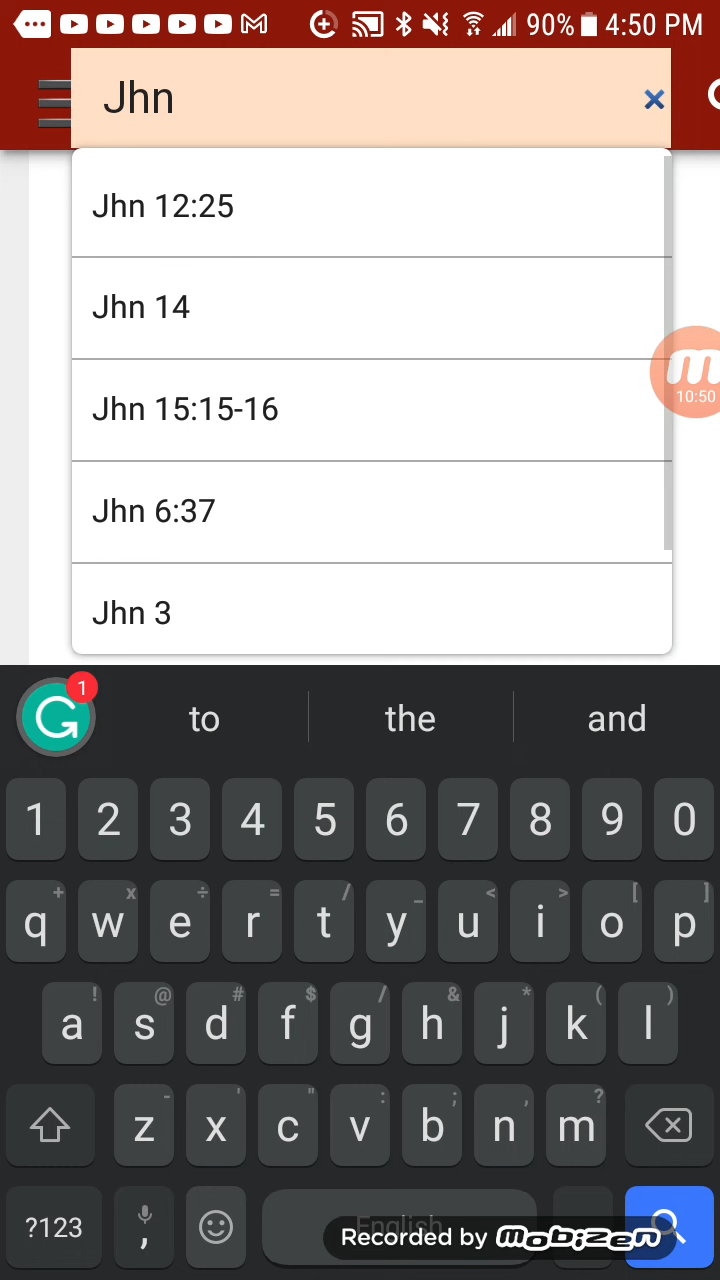 90% 4:50 PM
Jhn
Jhn 12:25
Jhn 14
Jhn 15:15-16
10:50
Jhn 6:37
Jhn 3
1
to the and
1 2 3 4 5 6 7 8 9 0
+ x ÷ = / _ < > [ ]
q w e r t y u i o p
! @ # $ / & * ( )
a s d f g h j k l
- ' " : ; , ?
z x c v b n m
?123 , English
Recorded by mobizen